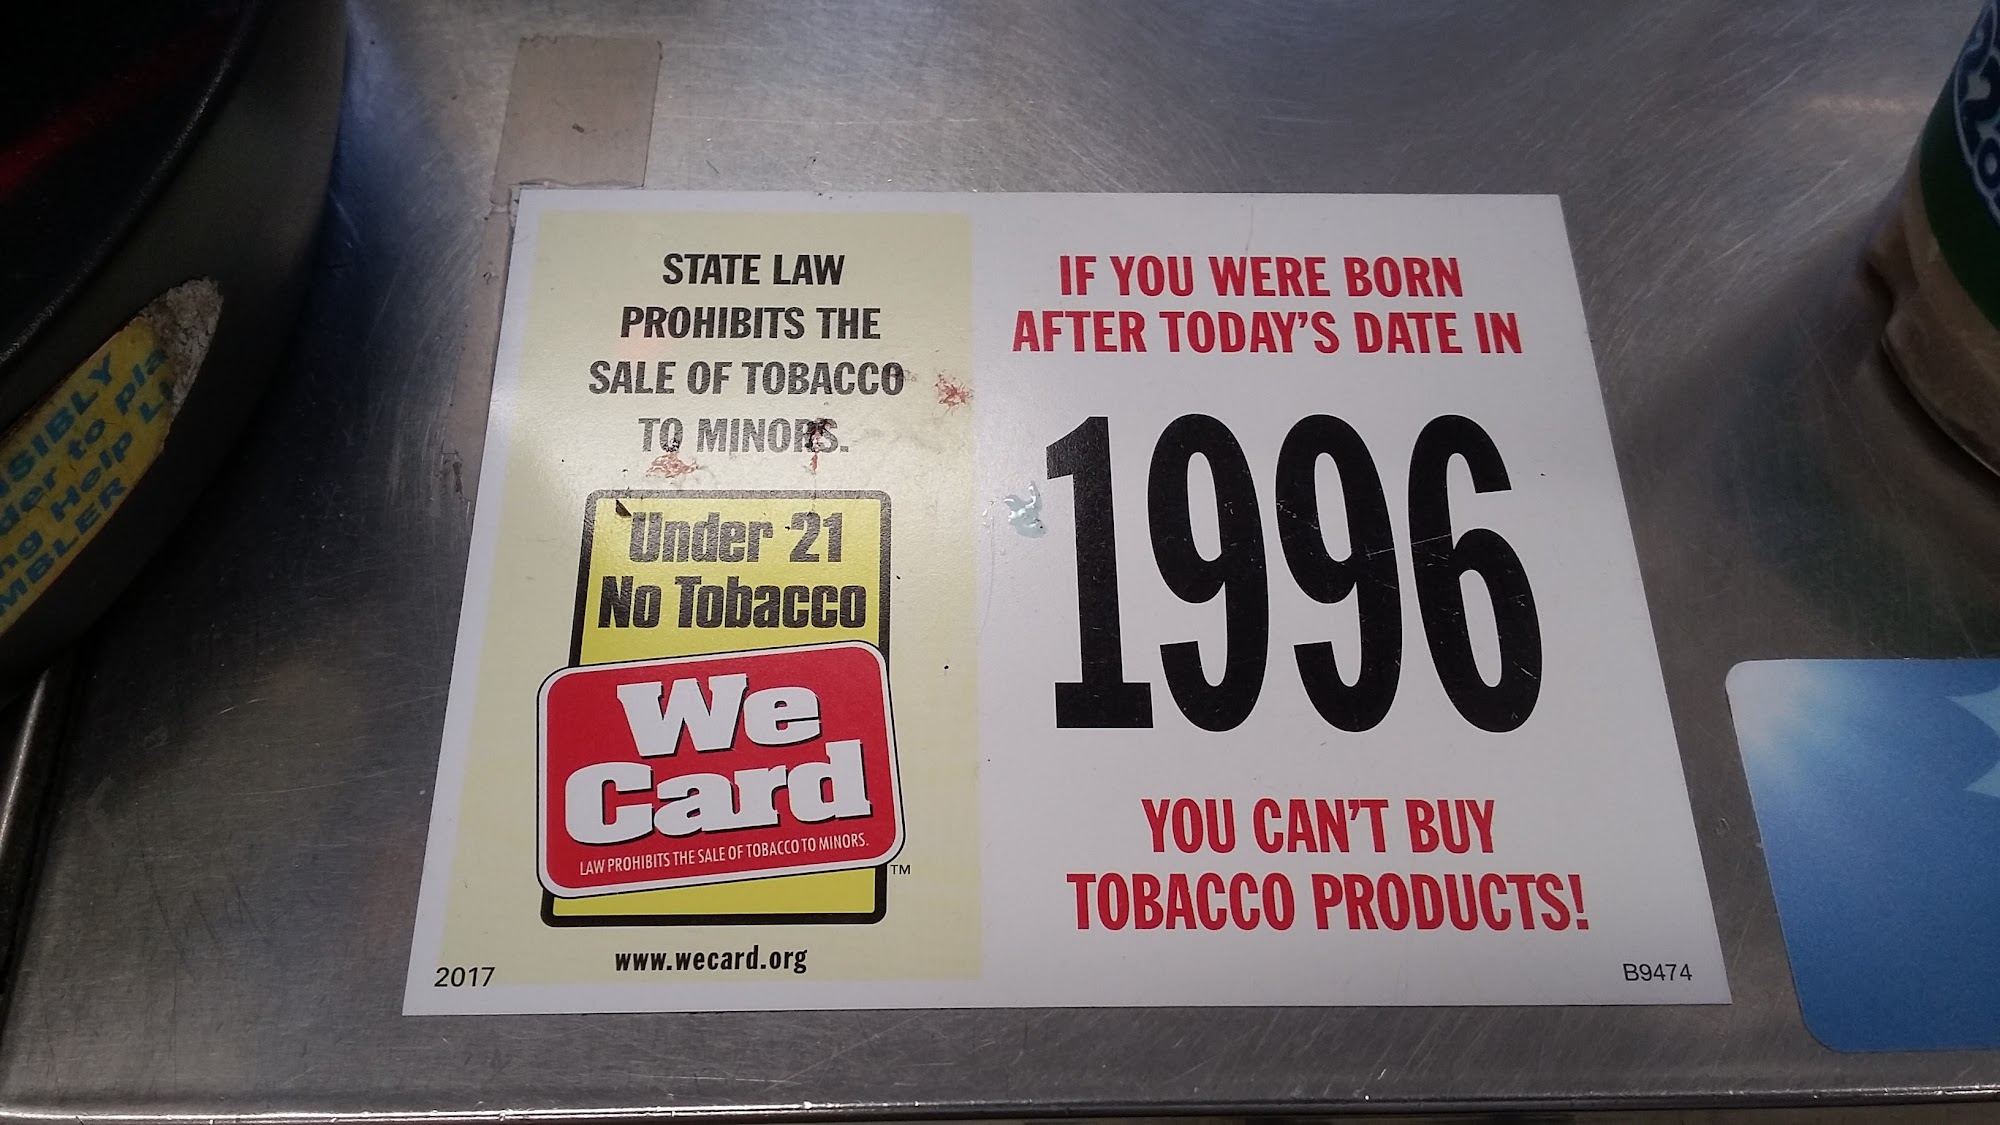 STATE LAW
PROHIBITS THE
SALE OF TOBACCO
TO MINORS.
Under 21
No Tobacco
We
Card
LAW PROHIBITS THE SALE OF TOBACCO TO MINORS.
TM
www.wecard.org
2017
IF YOU WERE BORN
AFTER TODAY'S DATE IN
1996
YOU CAN'T BUY
TOBACCO PRODUCTS!
B9474
to
Help